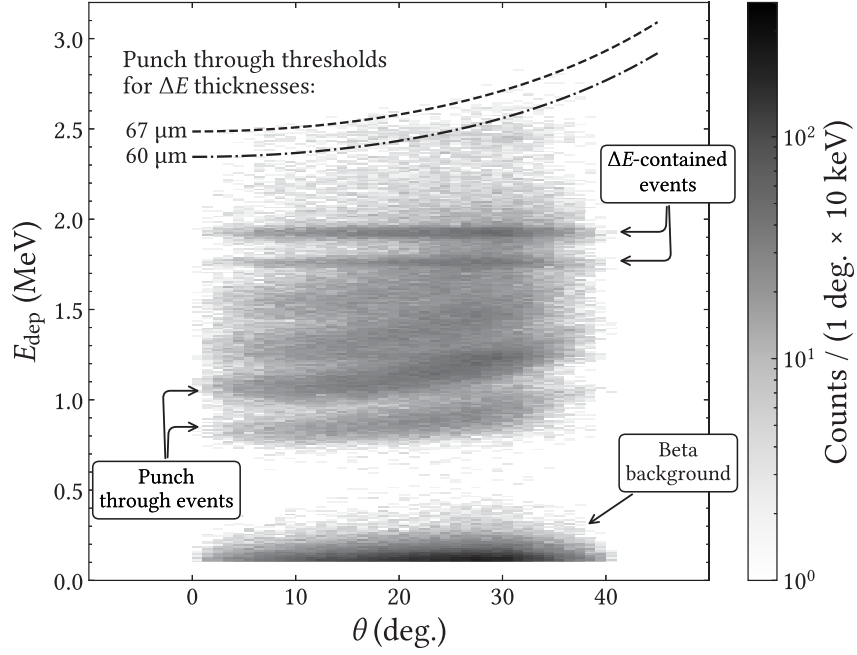 Punch through thresholds
for ΔE thicknesses:
67 μm
60 μm
ΔE-contained
events
Punch
through events
Beta
background
E_dep (MeV)
3.0
2.5
2.0
1.5
1.0
0.5
0.0
0
10
20
30
40
θ (deg.)
10²
10¹
10⁰
Counts / (1 deg. × 10 keV)